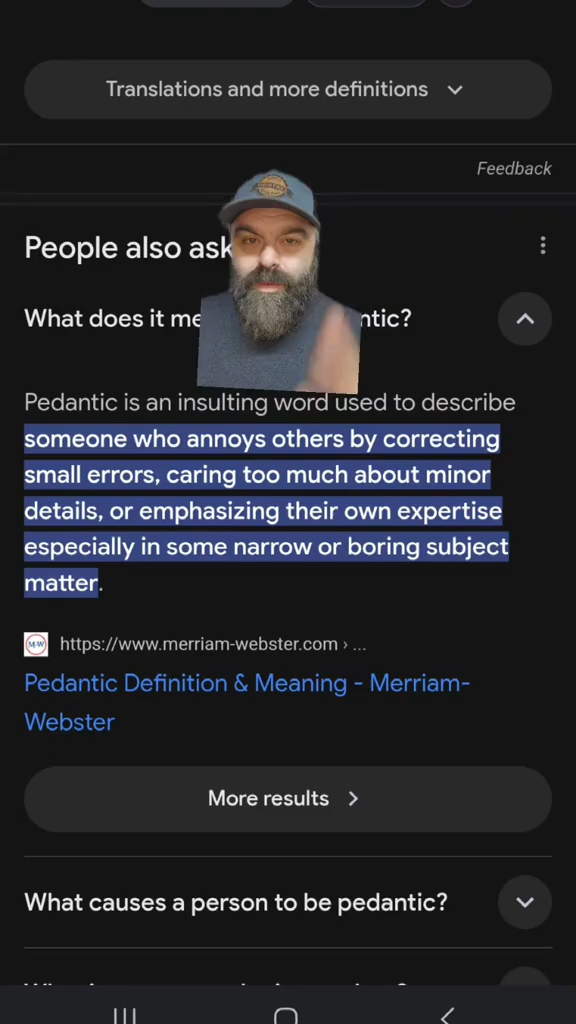 Translations and more definitions
Feedback
People also ask
What does it me ntic?
Pedantic is an insulting word used to describe
someone who annoys others by correcting
small errors, caring too much about minor
details, or emphasizing their own expertise
especially in some narrow or boring subject
matter.
M-W https://www.merriam-webster.com › ...
Pedantic Definition & Meaning - Merriam-
Webster
More results
What causes a person to be pedantic?